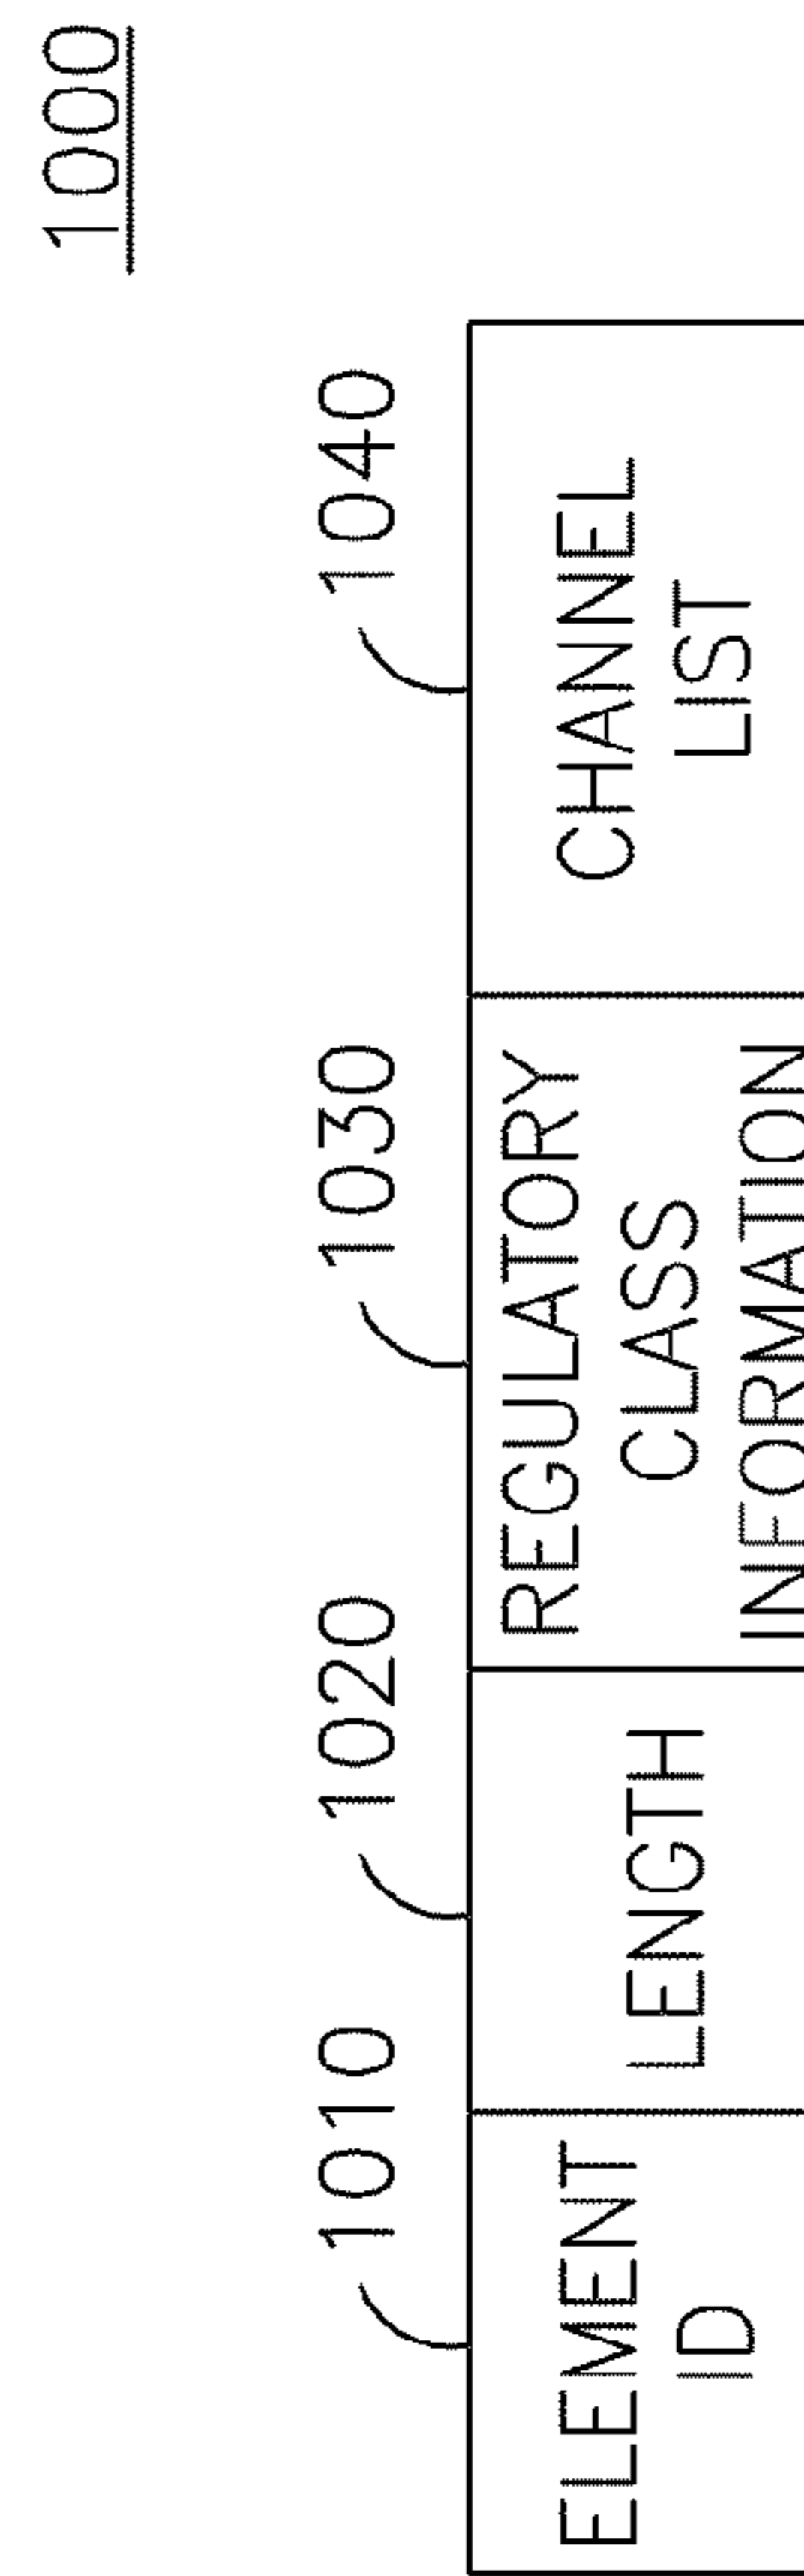 1000
1010
1020
1030
1040
ELEMENT
ID
LENGTH
REGULATORY
CLASS
INFORMATION
CHANNEL
LIST